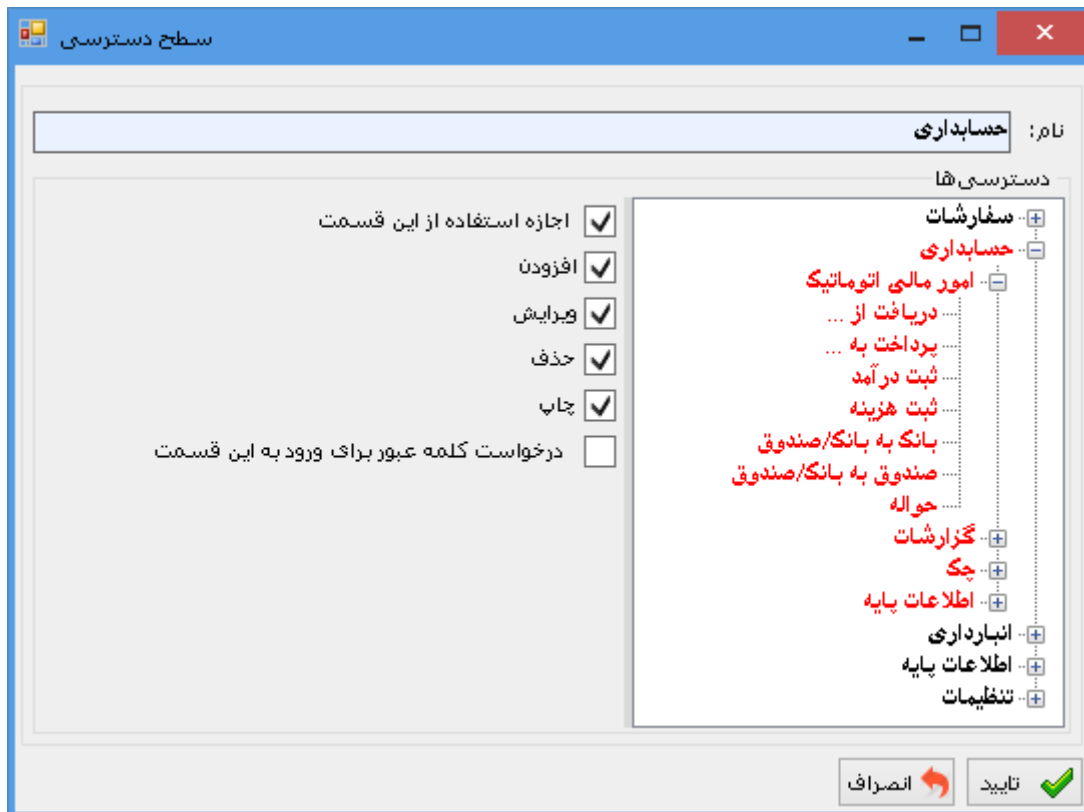 سطح دسترسی
نام: حسابداری
دسترسی‌ها
سفارشات
حسابداری
امور مالی اتوماتیک
دریافت از ...
پرداخت به ...
ثبت درآمد
ثبت هزینه
بانک به بانک/صندوق
صندوق به بانک/صندوق
حواله
گزارشات
چک
اطلاعات پایه
انبارداری
اطلاعات پایه
تنظیمات
اجازه استفاده از این قسمت
افزودن
ویرایش
حذف
چاپ
درخواست کلمه عبور برای ورود به این قسمت
تایید
انصراف